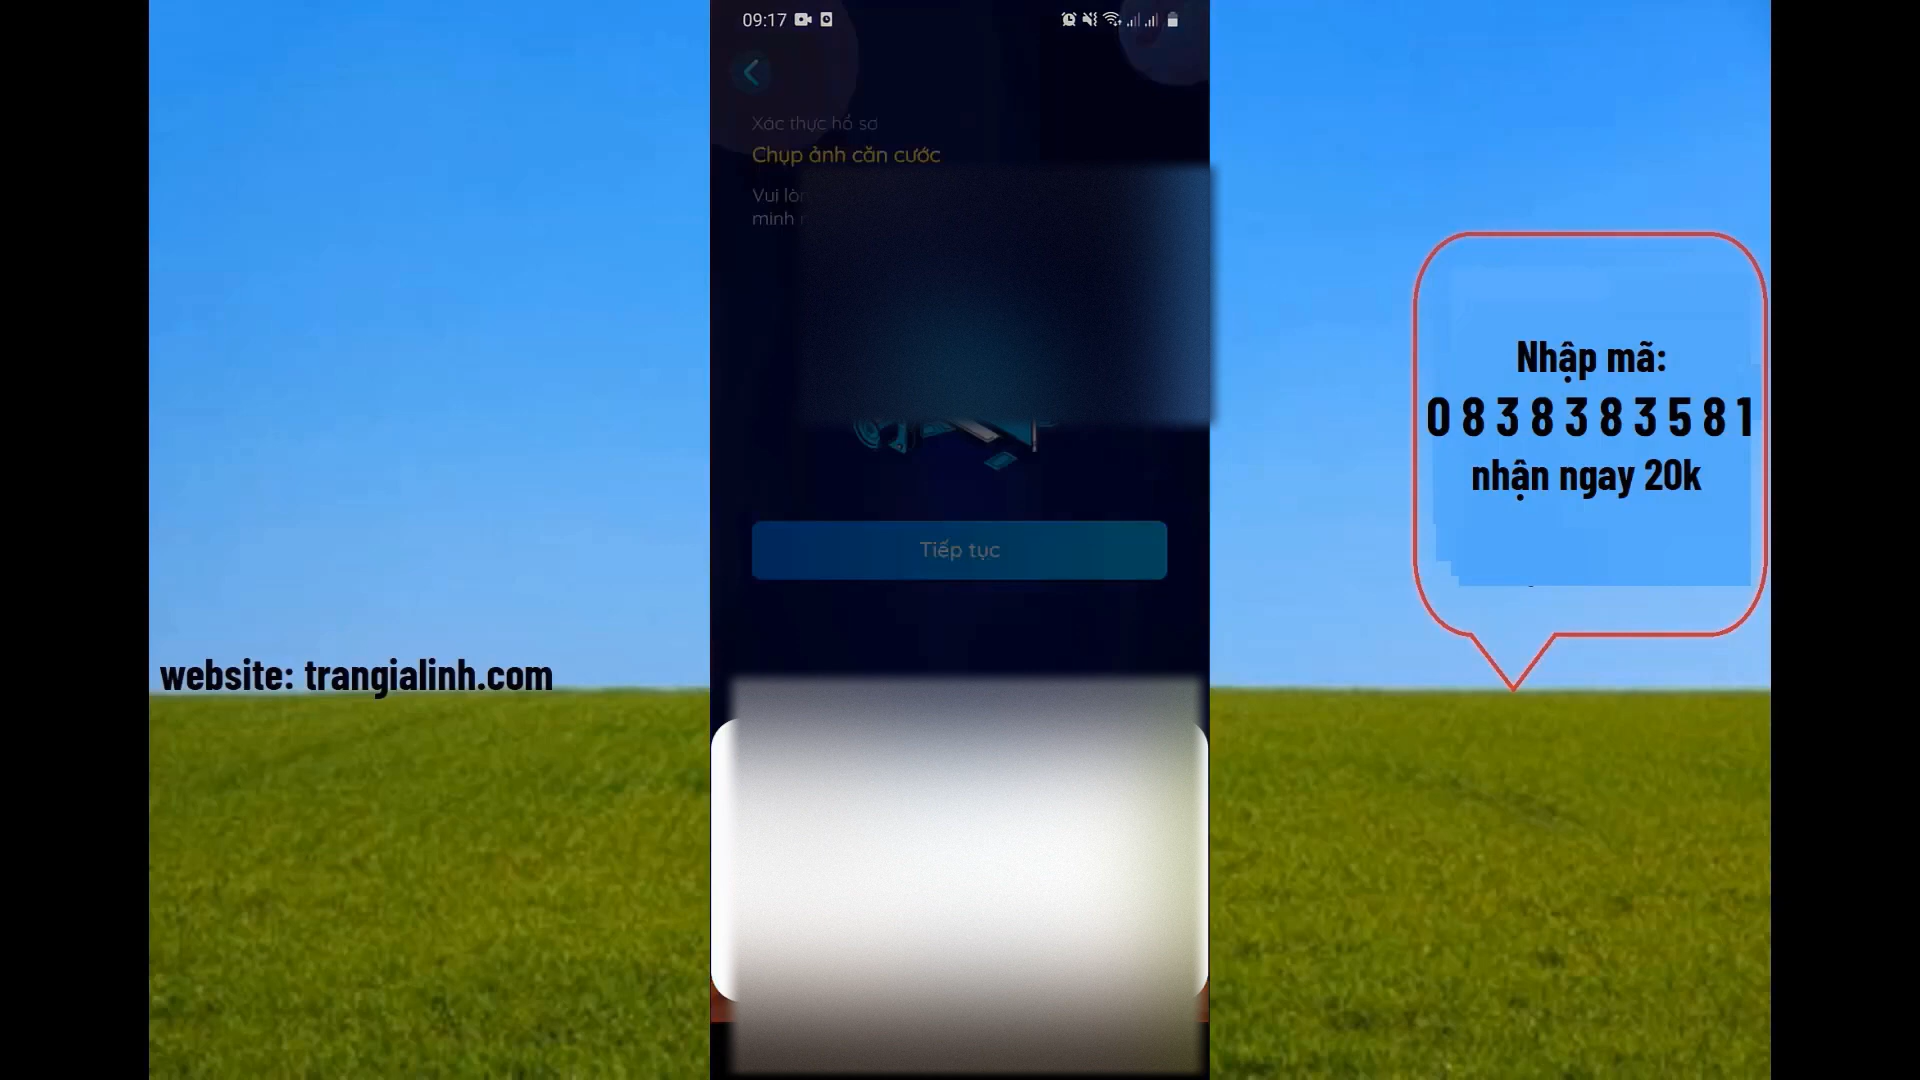 09:17
Xác thực hồ sơ
Chụp ảnh căn cước
Vui
minh
Tiếp tục
website: trangialinh.com
Nhập mã:
0838383581
nhận ngay 20k